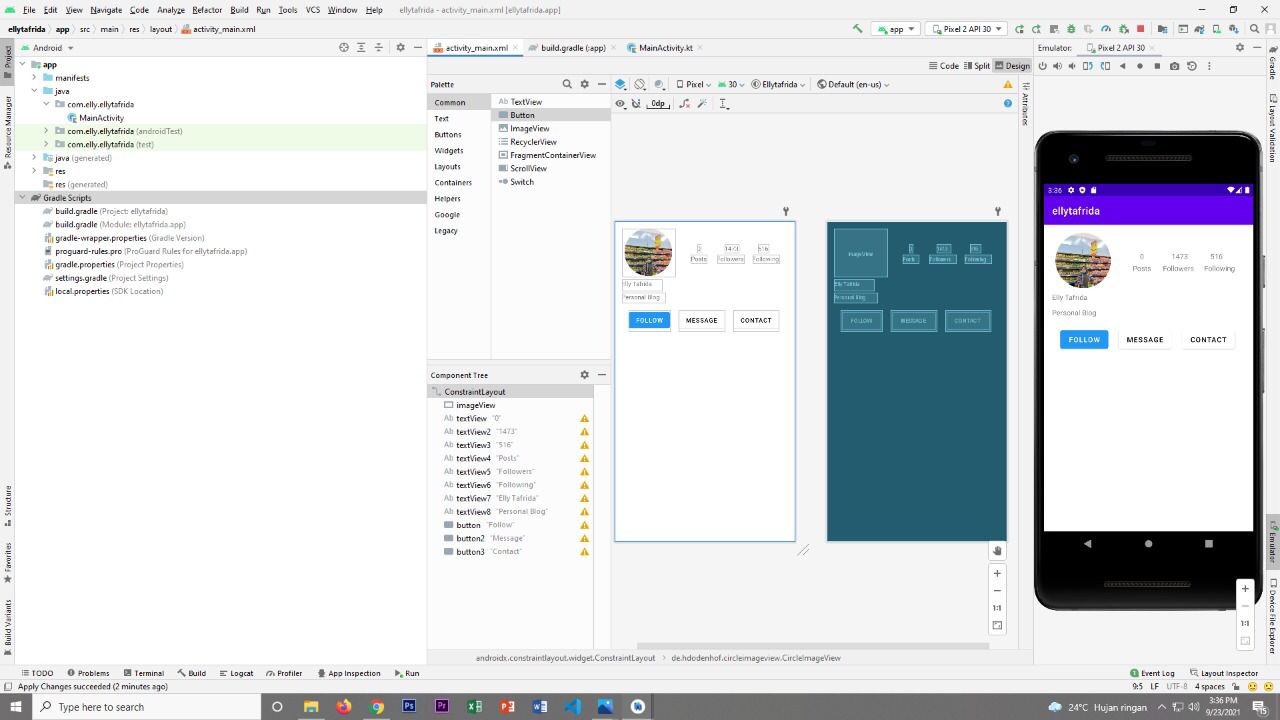 File Edit View Navigate Code Analyze Refactor Build Run Tools VCS Window Help ellytafrida - activity_main.xml [ellytafrida.app]
ellytafrida app src main res layout activity_main.xml
app Pixel 2 API 30
Android
activity_main.xml build.gradle (:app) MainActivity.kt
Emulator: Pixel 2 API 30
Code Split Design
Project
Resource Manager
Structure
Favorites
Build Variants
app
manifests
java
com.elly.ellytafrida
MainActivity
com.elly.ellytafrida (androidTest)
com.elly.ellytafrida (test)
java (generated)
res
res (generated)
Gradle Scripts
build.gradle (Project: ellytafrida)
build.gradle (Module: ellytafrida.app)
gradle-wrapper.properties (Gradle Version)
proguard-rules.pro (ProGuard Rules for ellytafrida.app)
gradle.properties (Project Properties)
settings.gradle (Project Settings)
local.properties (SDK Location)
Palette
Common
Text
Buttons
Widgets
Layouts
Containers
Helpers
Google
Legacy
Ab TextView
Button
ImageView
RecyclerView
FragmentContainerView
ScrollView
Switch
Pixel 30 Ellytafrida Default (en-us)
0dp
Attributes
1473 516
Posts Followers Following
Elly Tafrida
Personal Blog
FOLLOW MESSAGE CONTACT
ImageView
1473 516
Posts Followers Following
Elly Tafrida
Personal Blog
FOLLOW MESSAGE CONTACT
1:1
Component Tree
ConstraintLayout
imageView
Ab textView "0"
Ab textView2 "1473"
Ab textView3 "516"
Ab textView4 "Posts"
Ab textView5 "Followers"
Ab textView6 "Following"
Ab textView7 "Elly Tafrida"
Ab textView8 "Personal Blog"
button "Follow"
button2 "Message"
button3 "Contact"
androidx.constraintlayout.widget.ConstraintLayout de.hdodenhof.circleimageview.CircleImageView
3:36
ellytafrida
0 1473 516
Posts Followers Following
Elly Tafrida
Personal Blog
FOLLOW MESSAGE CONTACT
1:1
Gradle
Layout Validation
Emulator
Device File Explorer
TODO Problems Terminal Build Logcat Profiler App Inspection Run
1 Event Log Layout Inspector
Apply Changes succeeded (2 minutes ago)
9:5 LF UTF-8 4 spaces
Type here to search
24°C Hujan ringan
3:36 PM
9/23/2021
15